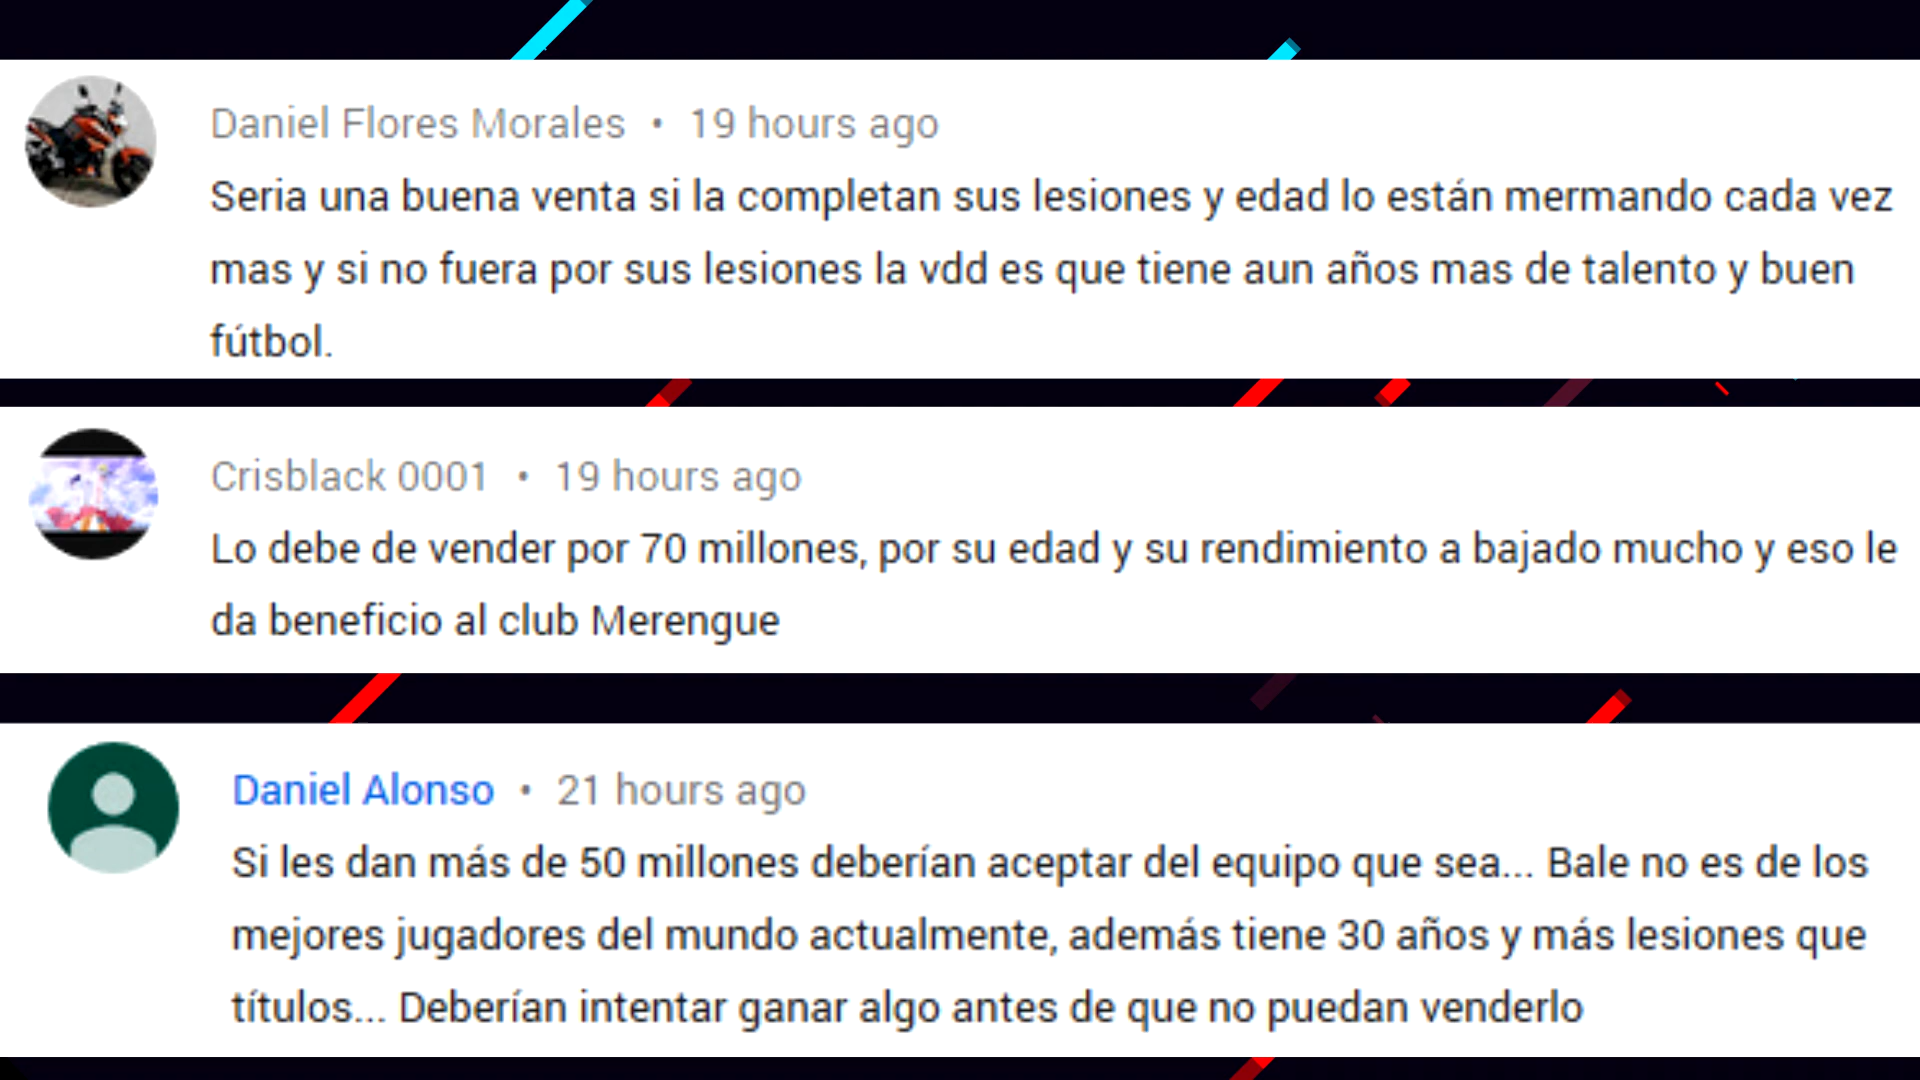 Daniel Flores Morales • 19 hours ago
Seria una buena venta si la completan sus lesiones y edad lo están mermando cada vez
mas y si no fuera por sus lesiones la vdd es que tiene aun años mas de talento y buen
fútbol.
Crisblack 0001 • 19 hours ago
Lo debe de vender por 70 millones, por su edad y su rendimiento a bajado mucho y eso le
da beneficio al club Merengue
Daniel Alonso • 21 hours ago
Si les dan más de 50 millones deberían aceptar del equipo que sea... Bale no es de los
mejores jugadores del mundo actualmente, además tiene 30 años y más lesiones que
títulos... Deberían intentar ganar algo antes de que no puedan venderlo